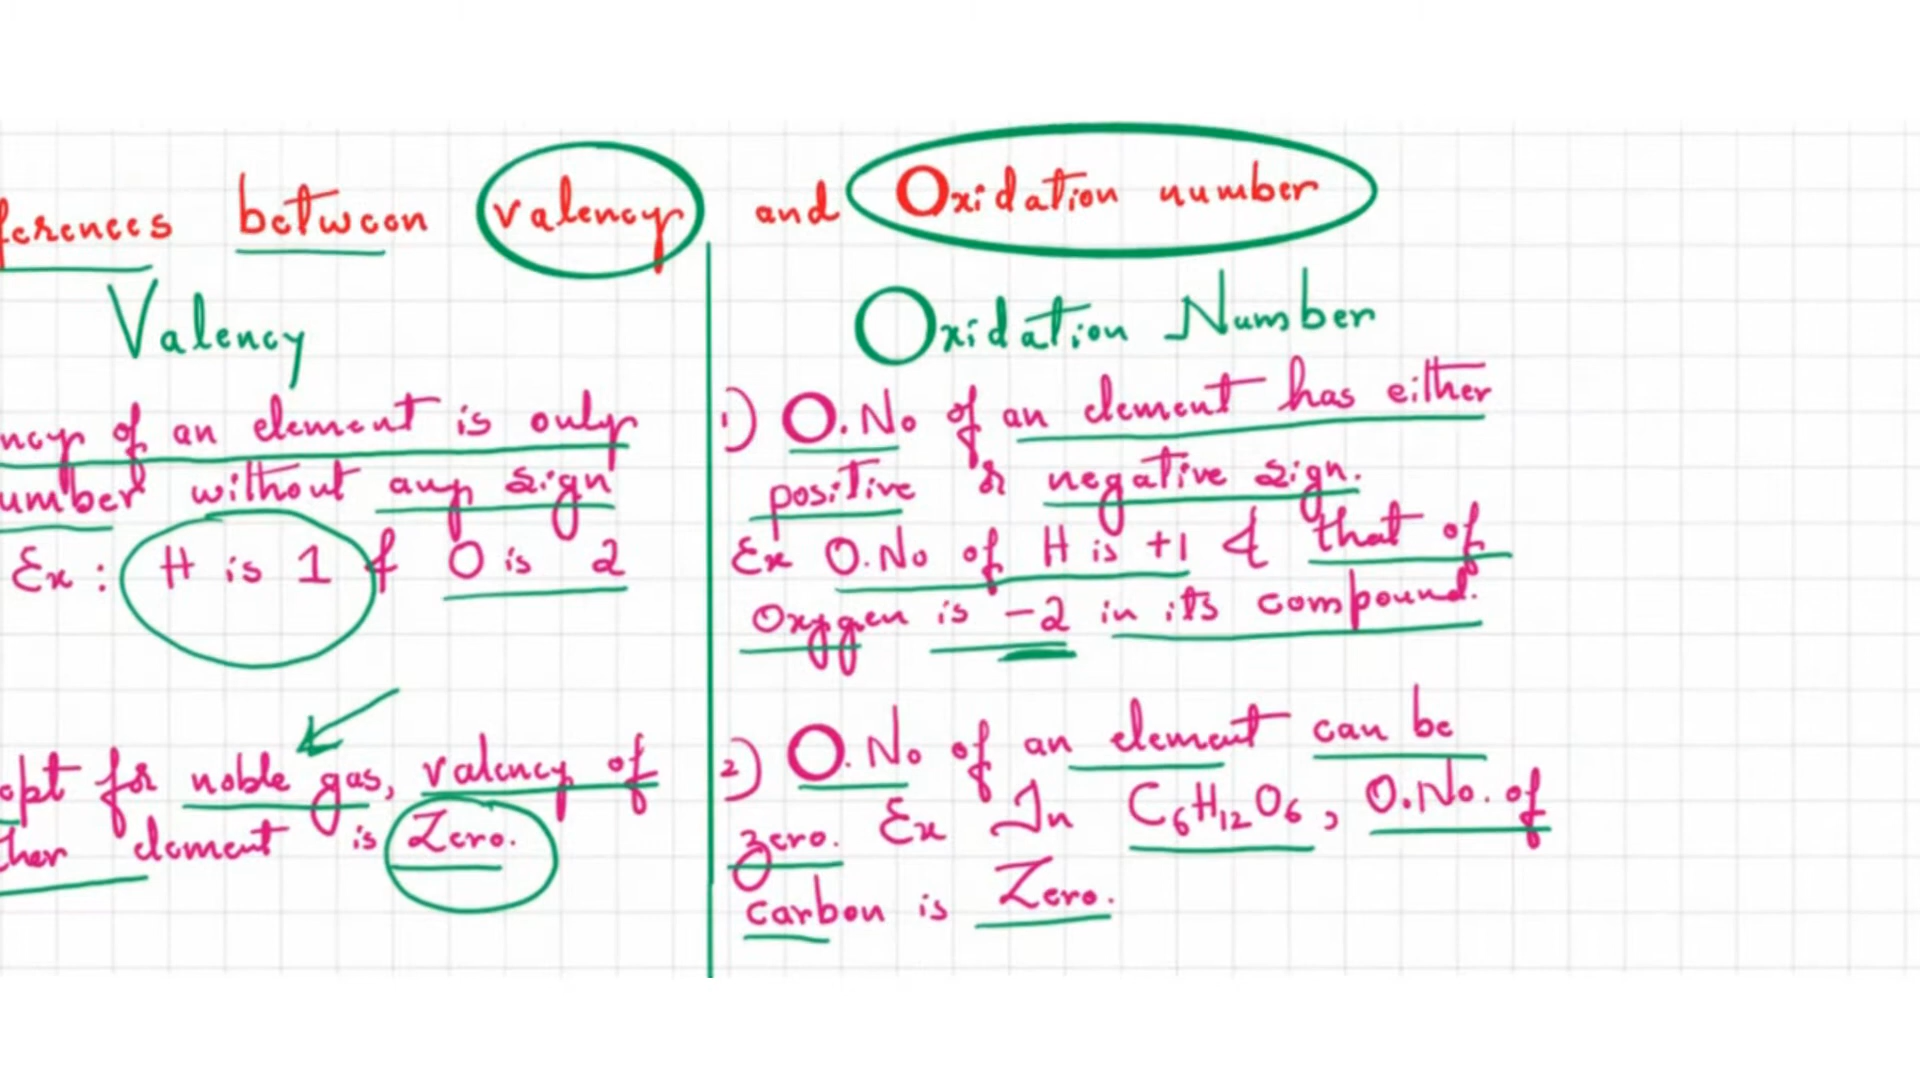 ferences between valency and Oxidation number
Valency
Oxidation Number
ncy of an element is only
umber without any sign
Ex: H is 1 & O is 2
opt for noble gas, valency of
ther element is Zero.
1) O.No of an element has either
positive or negative sign.
Ex O.No of H is +1 & that of
Oxygen is -2 in its compound.
2) O.No of an element can be
zero. Ex In C₆H₁₂O₆, O.No. of
carbon is Zero.